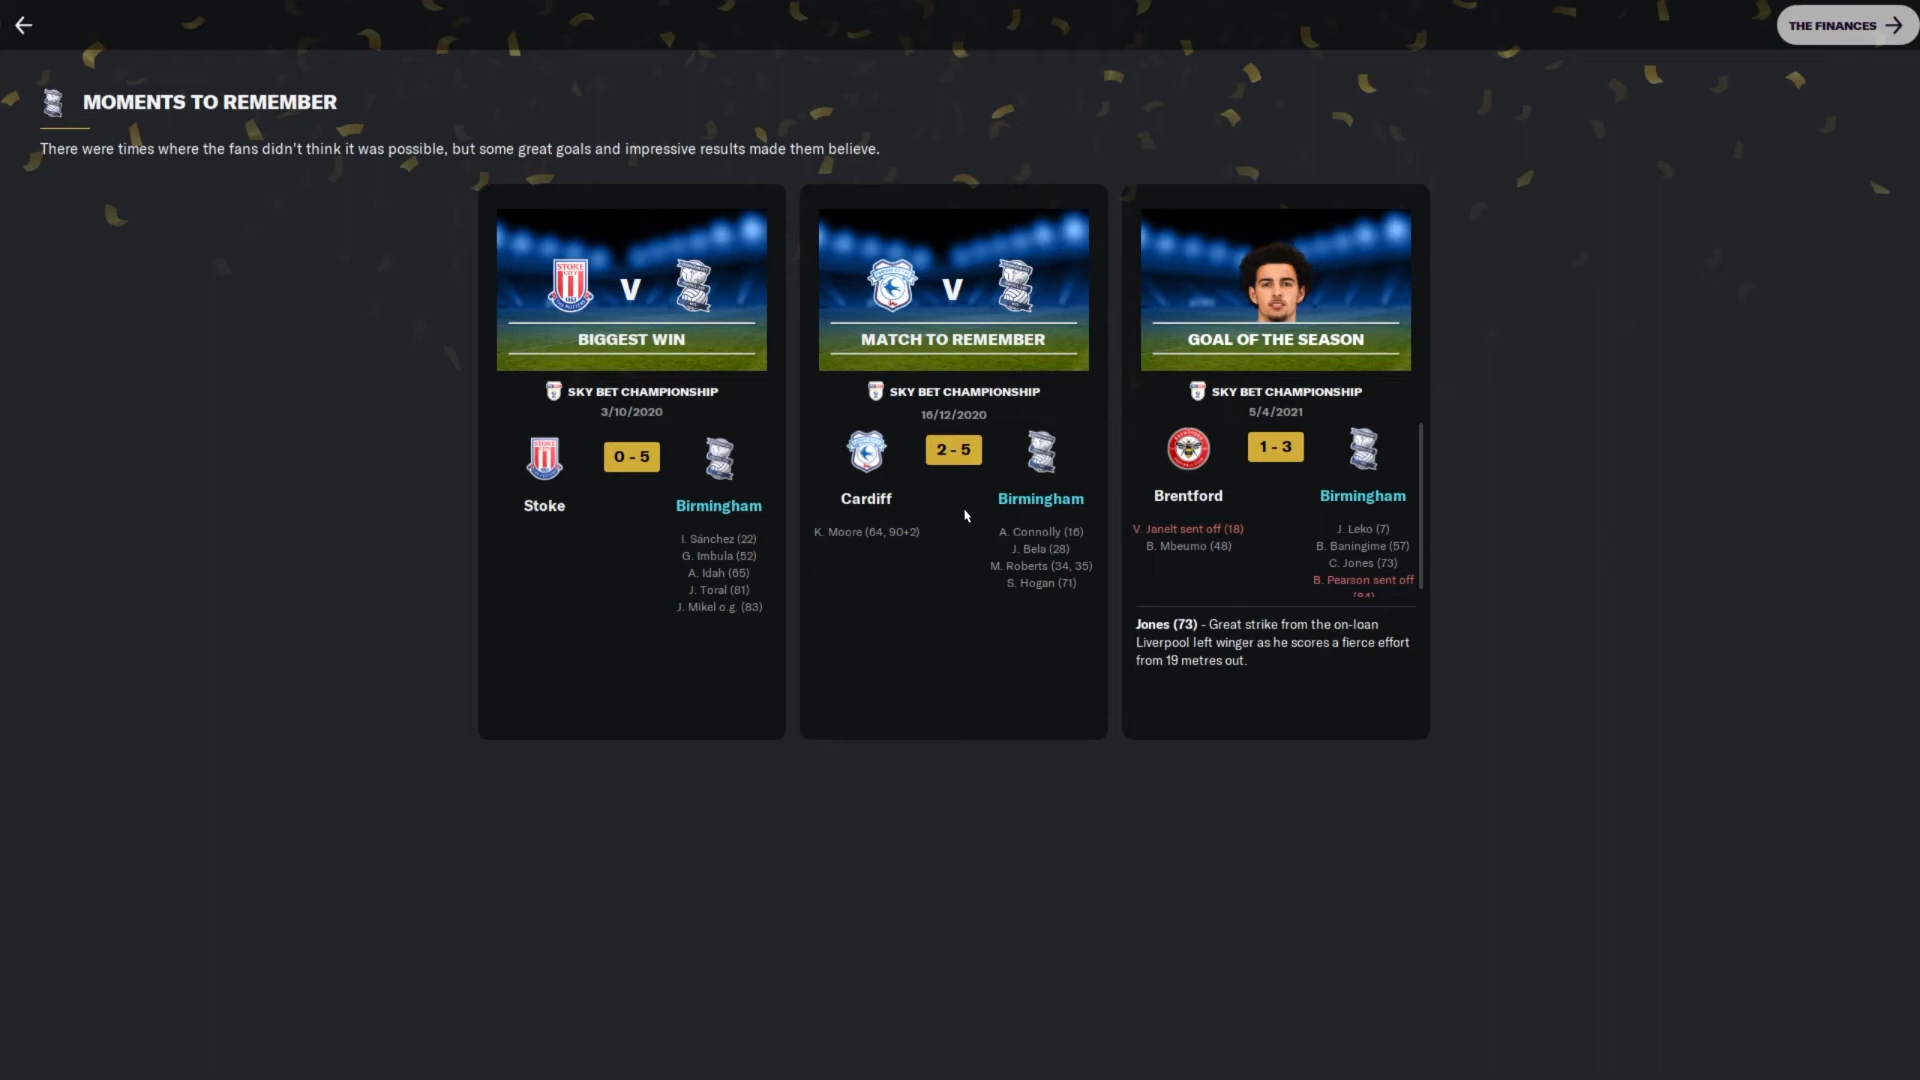 THE FINANCES
MOMENTS TO REMEMBER
There were times where the fans didn't think it was possible, but some great goals and impressive results made them believe.
V
BIGGEST WIN
SKY BET CHAMPIONSHIP
3/10/2020
0 - 5
Stoke
Birmingham
I. Sánchez (22)
G. Imbula (52)
A. Idah (65)
J. Toral (81)
J. Mikel o.g. (83)
V
MATCH TO REMEMBER
SKY BET CHAMPIONSHIP
16/12/2020
2 - 5
Cardiff
Birmingham
K. Moore (64, 90+2)
A. Connolly (16)
J. Bela (28)
M. Roberts (34, 35)
S. Hogan (71)
GOAL OF THE SEASON
SKY BET CHAMPIONSHIP
5/4/2021
1 - 3
Brentford
Birmingham
V. Janelt sent off (18)
B. Mbeumo (48)
J. Leko (7)
B. Baningime (57)
C. Jones (73)
B. Pearson sent off
(84)
Jones (73) - Great strike from the on-loan
Liverpool left winger as he scores a fierce effort
from 19 metres out.